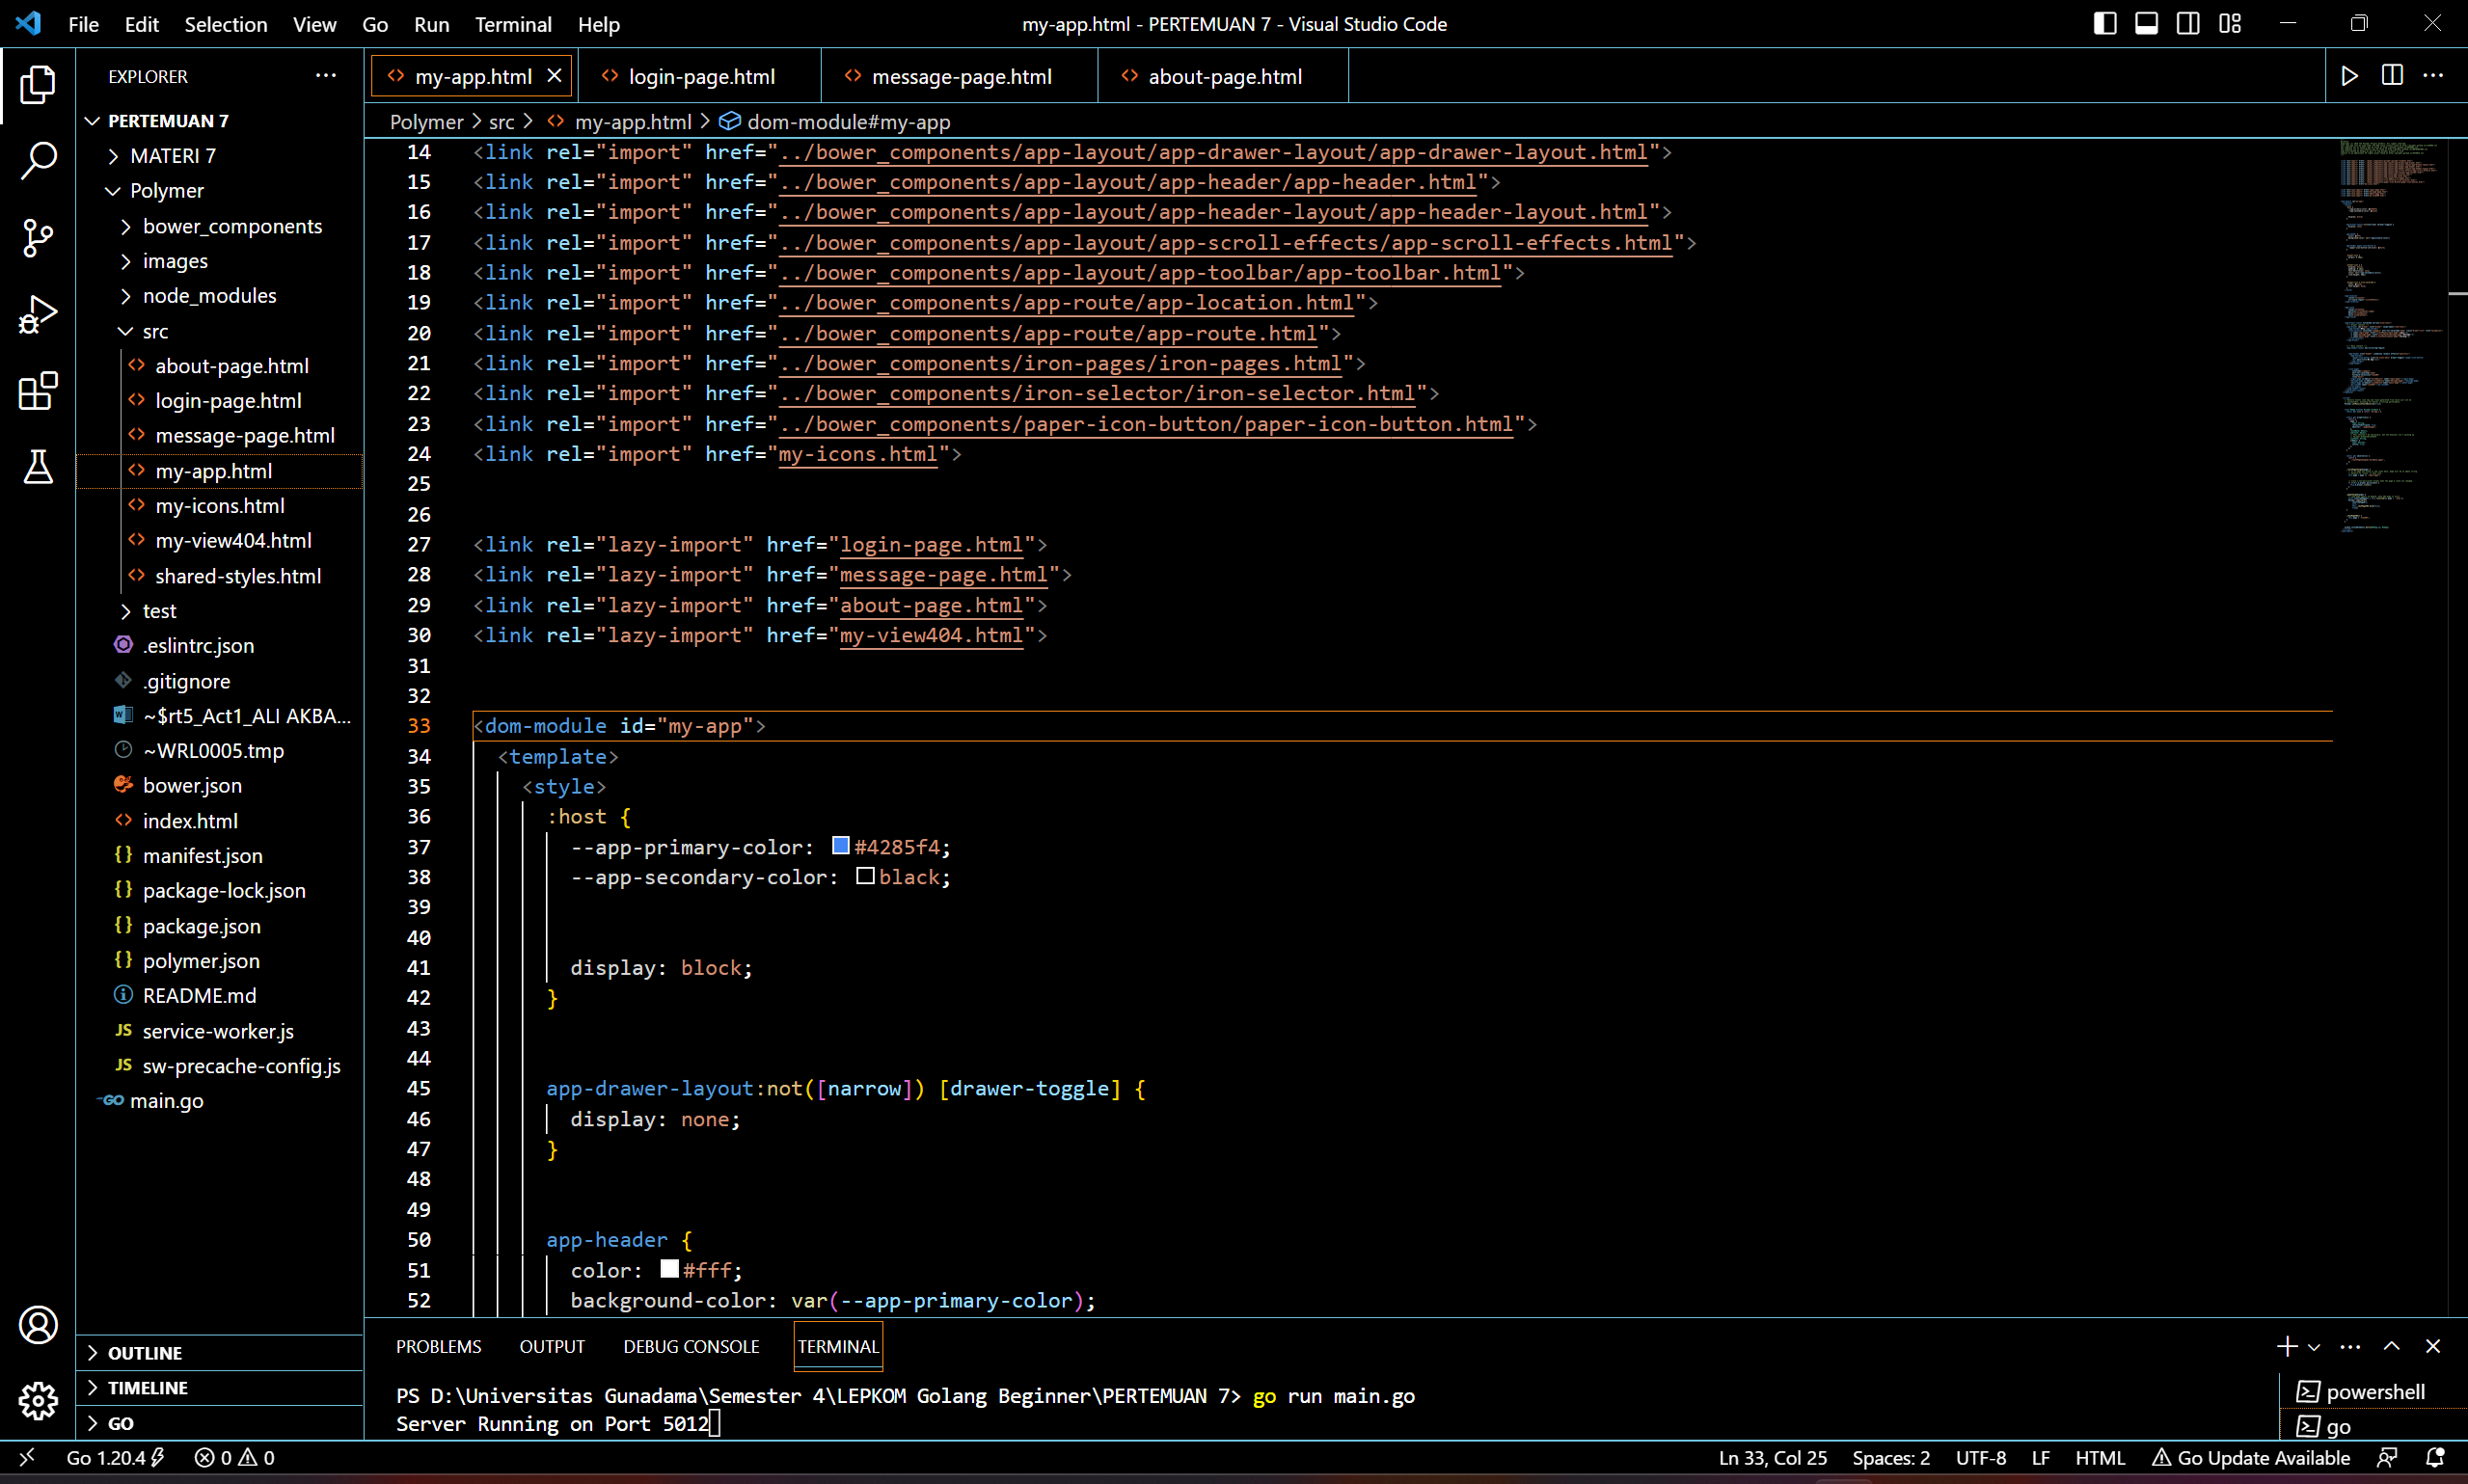 File Edit Selection View Go Run Terminal Help
my-app.html - PERTEMUAN 7 - Visual Studio Code
EXPLORER
PERTEMUAN 7
MATERI 7
Polymer
bower_components
images
node_modules
src
about-page.html
login-page.html
message-page.html
my-app.html
my-icons.html
my-view404.html
shared-styles.html
test
.eslintrc.json
.gitignore
~$rt5_Act1_ALI AKBA...
~WRL0005.tmp
bower.json
index.html
manifest.json
package-lock.json
package.json
polymer.json
README.md
JS service-worker.js
JS sw-precache-config.js
GO main.go
OUTLINE
TIMELINE
GO
my-app.html login-page.html message-page.html about-page.html
Polymer > src > my-app.html > dom-module#my-app
14 <link rel="import" href="../bower_components/app-layout/app-drawer-layout/app-drawer-layout.html">
15 <link rel="import" href="../bower_components/app-layout/app-header/app-header.html">
16 <link rel="import" href="../bower_components/app-layout/app-header-layout/app-header-layout.html">
17 <link rel="import" href="../bower_components/app-layout/app-scroll-effects/app-scroll-effects.html">
18 <link rel="import" href="../bower_components/app-layout/app-toolbar/app-toolbar.html">
19 <link rel="import" href="../bower_components/app-route/app-location.html">
20 <link rel="import" href="../bower_components/app-route/app-route.html">
21 <link rel="import" href="../bower_components/iron-pages/iron-pages.html">
22 <link rel="import" href="../bower_components/iron-selector/iron-selector.html">
23 <link rel="import" href="../bower_components/paper-icon-button/paper-icon-button.html">
24 <link rel="import" href="my-icons.html">
25
26
27 <link rel="lazy-import" href="login-page.html">
28 <link rel="lazy-import" href="message-page.html">
29 <link rel="lazy-import" href="about-page.html">
30 <link rel="lazy-import" href="my-view404.html">
31
32
33 <dom-module id="my-app">
34 <template>
35 <style>
36 :host {
37 --app-primary-color: #4285f4;
38 --app-secondary-color: black;
39
40
41 display: block;
42 }
43
44
45 app-drawer-layout:not([narrow]) [drawer-toggle] {
46 display: none;
47 }
48
49
50 app-header {
51 color: #fff;
52 background-color: var(--app-primary-color);
PROBLEMS OUTPUT DEBUG CONSOLE TERMINAL
PS D:\Universitas Gunadama\Semester 4\LEPKOM Golang Beginner\PERTEMUAN 7> go run main.go
Server Running on Port 5012
powershell
go
Go 1.20.4 0 0 Ln 33, Col 25 Spaces: 2 UTF-8 LF HTML Go Update Available